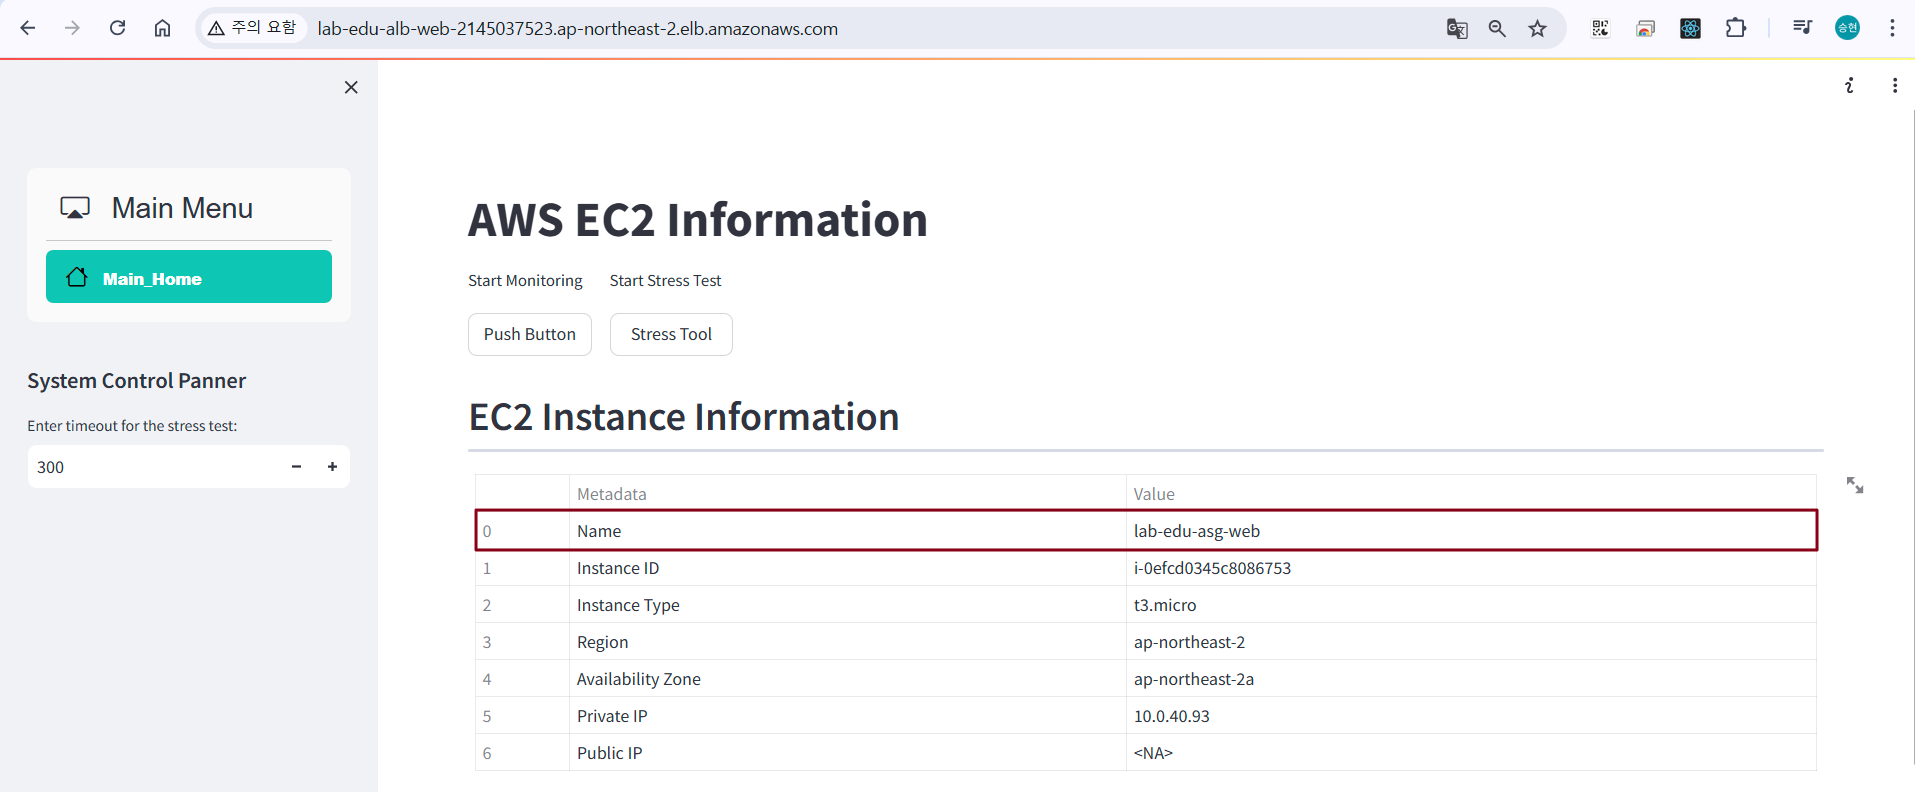 주의 요함 lab-edu-alb-web-2145037523.ap-northeast-2.elb.amazonaws.com
승현
Main Menu
Main_Home
System Control Panner
Enter timeout for the stress test:
300 - +
AWS EC2 Information
Start Monitoring Start Stress Test
Push Button Stress Tool
EC2 Instance Information
Metadata Value
0 Name lab-edu-asg-web
1 Instance ID i-0efcd0345c8086753
2 Instance Type t3.micro
3 Region ap-northeast-2
4 Availability Zone ap-northeast-2a
5 Private IP 10.0.40.93
6 Public IP <NA>